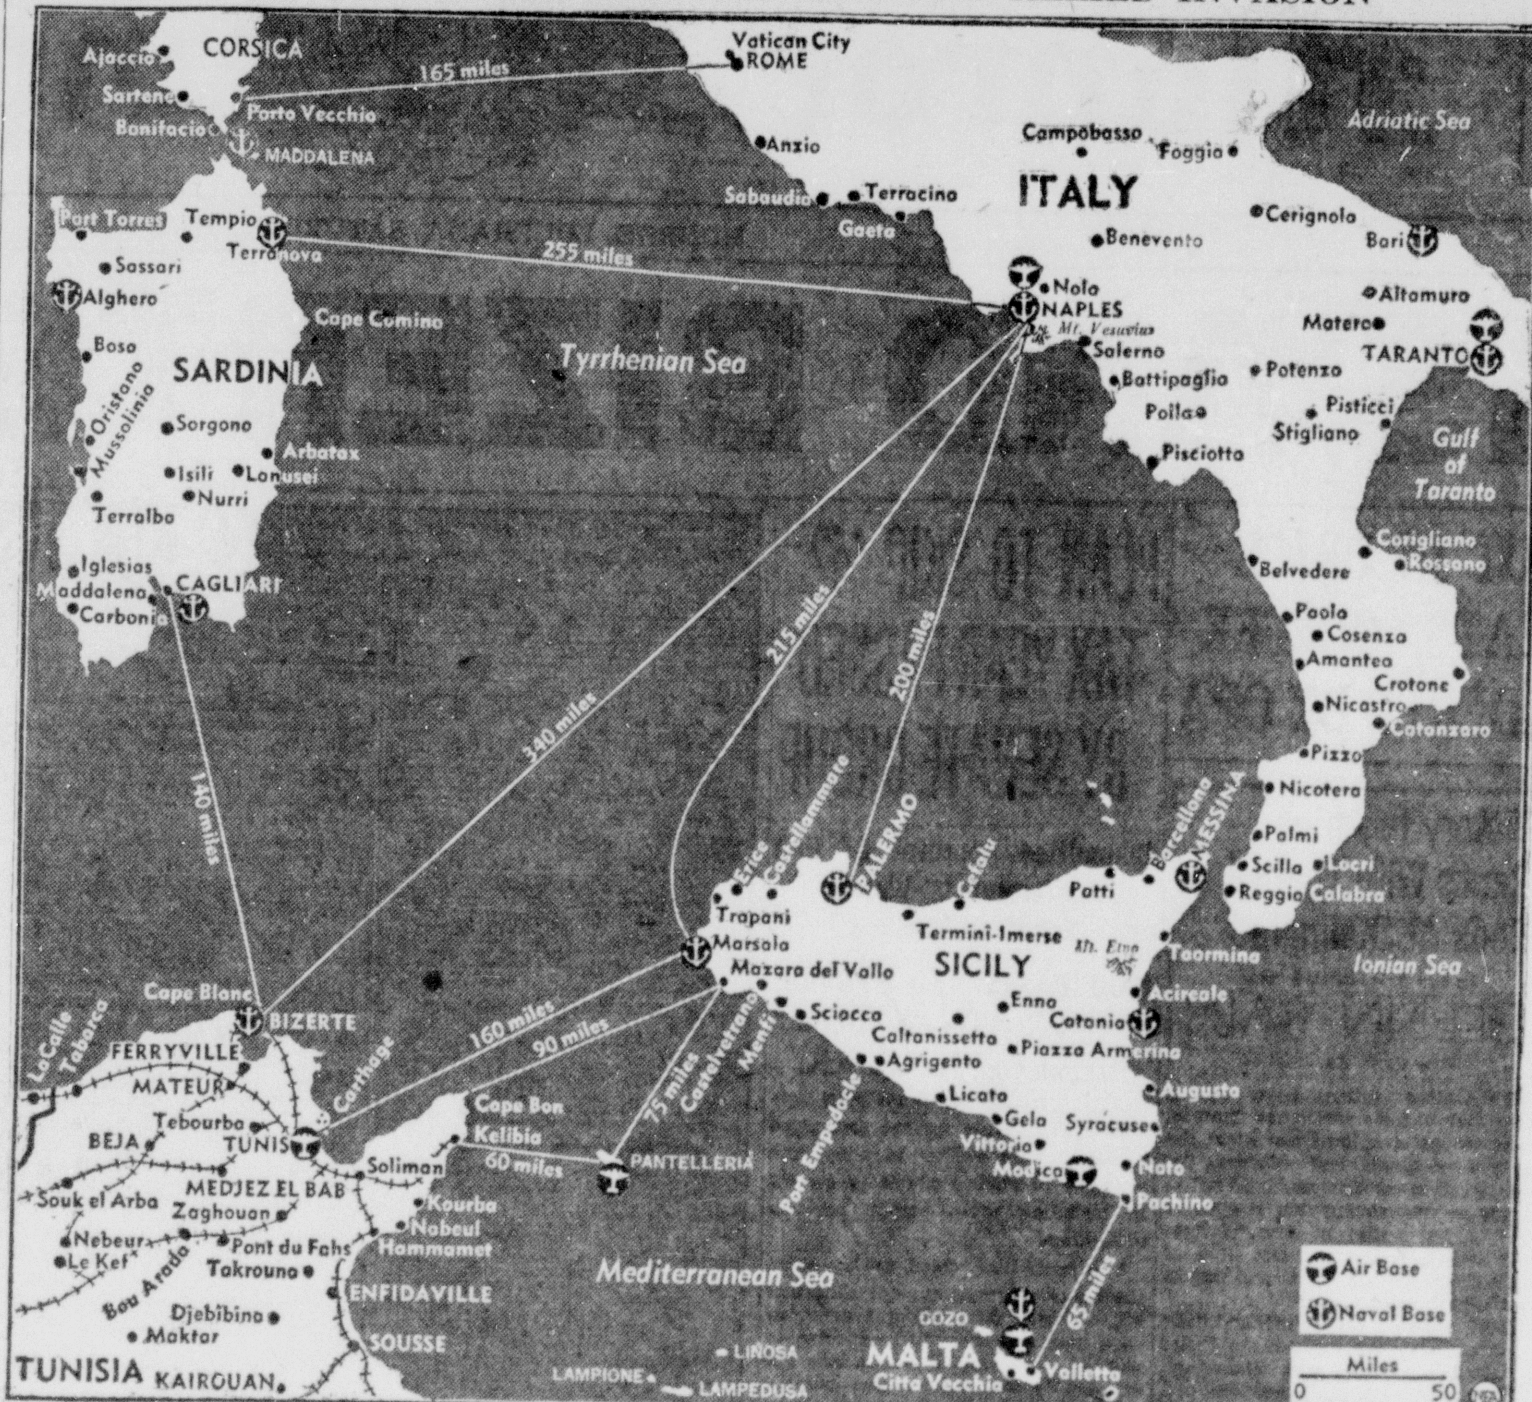 INVASION
Ajaccio
CORSICA
Sartene
Porto Vecchio
Bonifacio
MADDALENA
165 miles
Vatican City
ROME
Anzio
Sabaudia
Terracina
Gaeta
Campobasso
Foggia
Adriatic Sea
ITALY
Cerignola
Benevento
Bari
Port Torres
Tempio
Terranova
Sassari
Alghero
255 miles
Nola
NAPLES
Mt. Vesuvius
Altamura
Matera
TARANTO
Cape Comino
Bosa
SARDINIA
Tyrrhenian Sea
Salerno
Battipaglia
Potenza
Polla
Pisticci
Stigliano
Oristano
Mussolinia
Sorgono
Arbatax
Isili
Lanusei
Nurri
Terralba
Pisciotta
Gulf
of
Taranto
Corigliano
Rossano
Belvedere
Iglesias
CAGLIARI
Maddalena
Carbonia
Paola
Cosenza
Amantea
Crotone
Nicastro
Catanzaro
Pizzo
140 miles
340 miles
215 miles
200 miles
Nicotera
Palmi
Scilla
Locri
Reggio Calabra
Erice
Castellammate
PALERMO
Cefalu
Patti
Barcellona
MESSINA
Trapani
Marsala
Termini-Imerse
Mt. Etna
Taormina
Ionian Sea
Mazara del Vallo
SICILY
Enna
Acireale
Catania
Sciacca
Caltanissetta
Piazza Armerina
Castelvetrano
Menfi
Agrigento
Port Empedocle
Licata
Augusta
Gela
Syracuse
Vittoria
Modica
Noto
Pachino
Cape Blanc
BIZERTE
160 miles
90 miles
75 miles
LaCalle
Tabarca
FERRYVILLE
MATEUR
Carthage
Cape Bon
Tebourba
BEJA
TUNIS
Kelibia
60 miles
PANTELLERIA
Soliman
MEDJEZ EL BAB
Souk el Arba
Zaghouan
Kourba
Nabeul
Hammamet
Nebeur
Le Kef
Bou Arada
Pont du Fahs
Takrouna
Mediterranean Sea
ENFIDAVILLE
Djebibina
Maktar
SOUSSE
TUNISIA
KAIROUAN
65 miles
GOZO
MALTA
Valletta
Citta Vecchia
LINOSA
LAMPIONE
LAMPEDUSA
Air Base
Naval Base
Miles
0 50